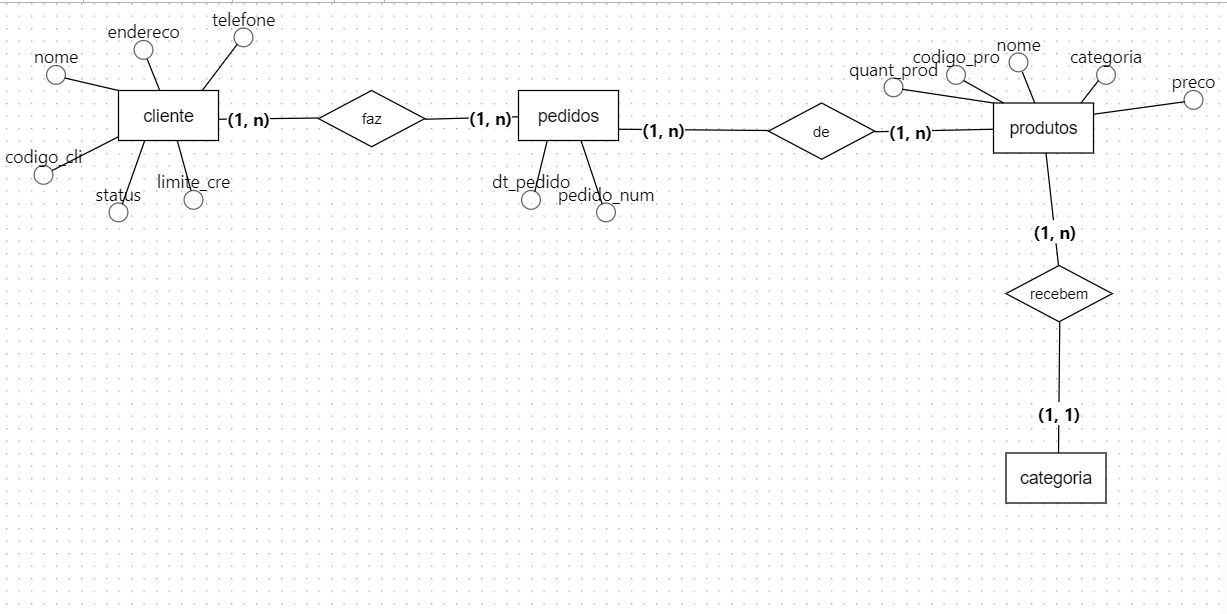 telefone
endereco
nome
cliente
codigo_cli
status
limite_cre
(1, n)
faz
(1, n)
pedidos
dt_pedido
pedido_num
(1, n)
de
(1, n)
nome
codigo_pro
categoria
quant_prod
preco
produtos
(1, n)
recebem
(1, 1)
categoria